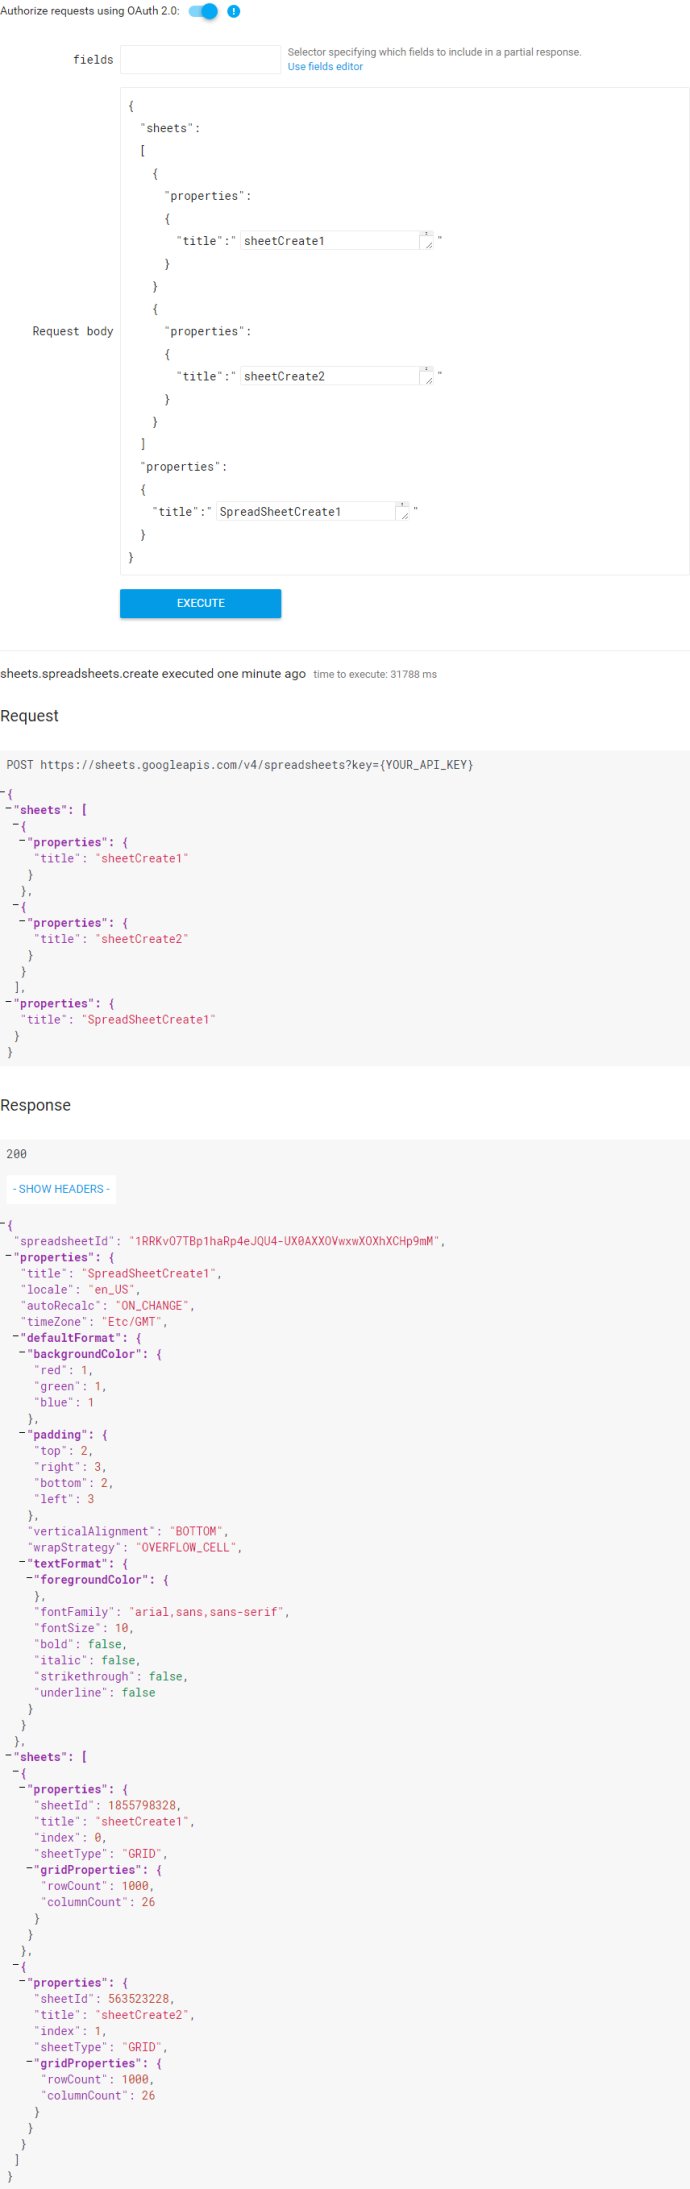 Authorize requests using OAuth 2.0:
fields
Selector specifying which fields to include in a partial response.
Use fields editor
Request body
{
"sheets":
[
{
"properties":
{
"title":" sheetCreate1 "
}
}
{
"properties":
{
"title":" sheetCreate2 "
}
}
]
"properties":
{
"title":" SpreadSheetCreate1 "
}
}
EXECUTE
sheets.spreadsheets.create executed one minute ago time to execute: 31788 ms
Request
POST https://sheets.googleapis.com/v4/spreadsheets?key={YOUR_API_KEY}
{
"sheets": [
{
"properties": {
"title": "sheetCreate1"
}
},
{
"properties": {
"title": "sheetCreate2"
}
}
],
"properties": {
"title": "SpreadSheetCreate1"
}
}
Response
200
- SHOW HEADERS -
{
"spreadsheetId": "1RRKvO7TBp1haRp4eJQU4-UX0AXXOVwxwXOXhXCHp9mM",
"properties": {
"title": "SpreadSheetCreate1",
"locale": "en_US",
"autoRecalc": "ON_CHANGE",
"timeZone": "Etc/GMT",
"defaultFormat": {
"backgroundColor": {
"red": 1,
"green": 1,
"blue": 1
},
"padding": {
"top": 2,
"right": 3,
"bottom": 2,
"left": 3
},
"verticalAlignment": "BOTTOM",
"wrapStrategy": "OVERFLOW_CELL",
"textFormat": {
"foregroundColor": {
},
"fontFamily": "arial,sans,sans-serif",
"fontSize": 10,
"bold": false,
"italic": false,
"strikethrough": false,
"underline": false
}
}
},
"sheets": [
{
"properties": {
"sheetId": 1855798328,
"title": "sheetCreate1",
"index": 0,
"sheetType": "GRID",
"gridProperties": {
"rowCount": 1000,
"columnCount": 26
}
}
},
{
"properties": {
"sheetId": 563523228,
"title": "sheetCreate2",
"index": 1,
"sheetType": "GRID",
"gridProperties": {
"rowCount": 1000,
"columnCount": 26
}
}
}
]
}